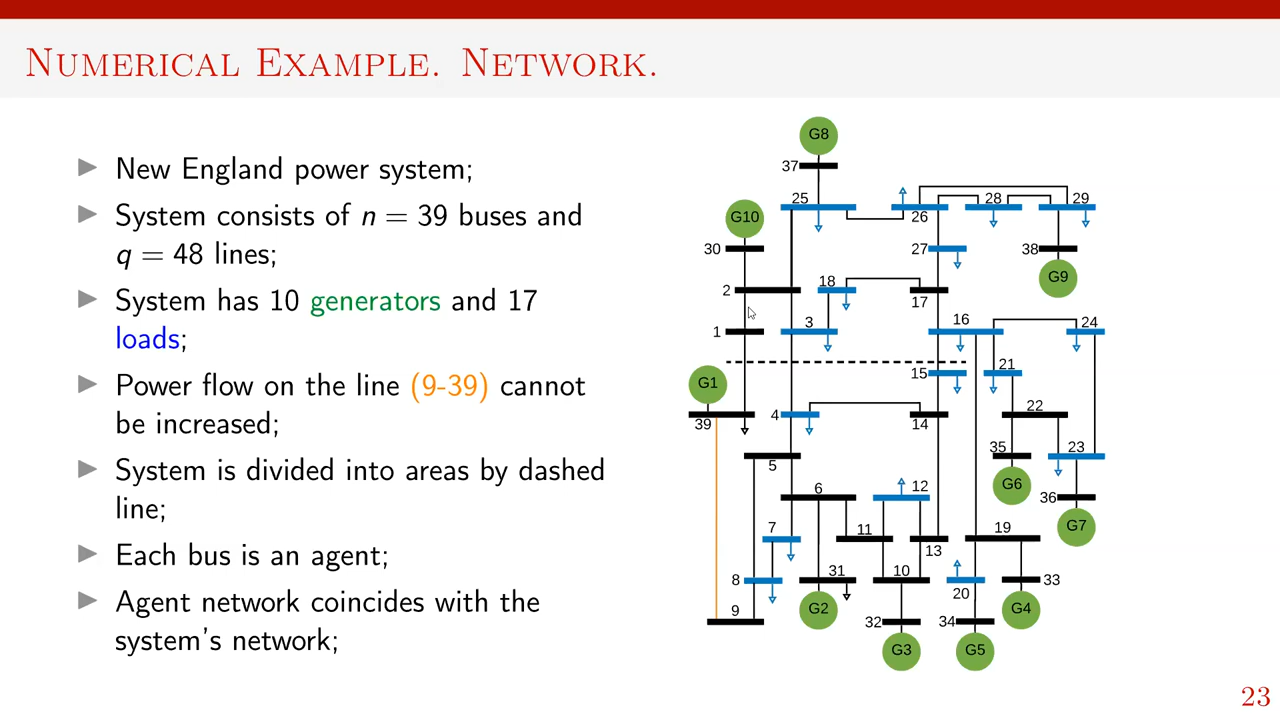 Numerical Example. Network.
New England power system;
System consists of n = 39 buses and
q = 48 lines;
System has 10 generators and 17
loads;
Power flow on the line (9-39) cannot
be increased;
System is divided into areas by dashed
line;
Each bus is an agent;
Agent network coincides with the
system's network;
G8
37
25
26
28
29
G10
30
27
38
G9
2
18
17
3
16
24
1
15
21
G1
39
4
14
22
5
35
23
6
12
G6
36
7
11
13
19
G7
8
31
10
20
33
9
G2
32
34
G4
G3
G5
23